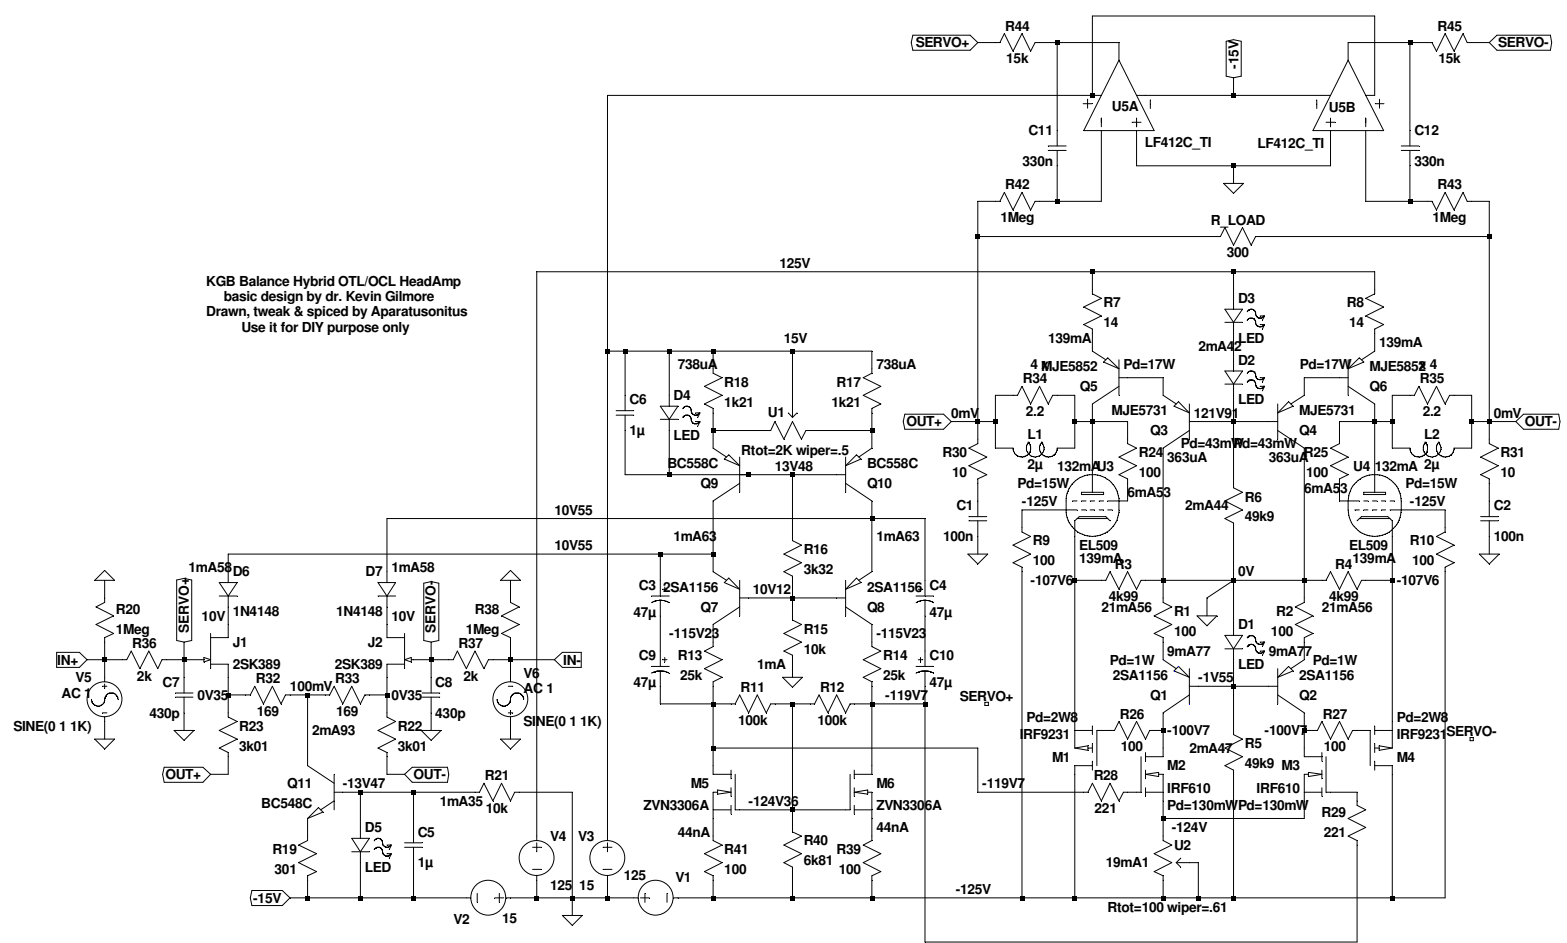 SERVO+
R44
15k
R45
15k
SERVO-
-15V
U5A
U5B
LF412C_TI
LF412C_TI
C11
330n
C12
330n
R42
1Meg
R43
1Meg
R_LOAD
300
KGB Balance Hybrid OTL/OCL HeadAmp
basic design by dr. Kevin Gilmore
Drawn, tweak & spiced by Aparatusonitus
Use it for DIY purpose only
125V
R7
14
139mA
D3
LED
2mA42
D2
LED
R8
14
139mA
15V
738uA
R18
1k21
738uA
R17
1k21
C6
1µ
D4
LED
U1
Rtot=2K wiper=.5
BC558C
Q9
13V48
BC558C
Q10
MJE5852
Pd=17W
Q5
Pd=17W
MJE5852
Q6
R34
2.2
R35
2.2
L1
2µ
L2
2µ
OUT+
0mV
0mV
OUT-
MJE5731
Q3
121V91
MJE5731
Q4
Pd=43mW
Pd=43mW
363uA
363uA
R30
10
R31
10
C1
100n
C2
100n
R24
100
6mA53
R25
100
6mA53
132mA
U3
U4
132mA
Pd=15W
Pd=15W
-125V
-125V
EL509
139mA
EL509
139mA
R6
49k9
2mA44
R9
100
R10
100
-107V6
-107V6
R3
4k99
21mA56
0V
R4
4k99
21mA56
10V55
10V55
1mA63
1mA63
R16
3k32
2SA1156
Q7
10V12
2SA1156
Q8
C3
47µ
C4
47µ
-115V23
-115V23
R13
25k
R15
10k
1mA
R14
25k
C9
47µ
C10
47µ
1mA58
D6
1N4148
10V
D7
1mA58
1N4148
10V
SERVO+
SERVO-
R20
1Meg
R38
1Meg
IN+
R36
2k
J1
2SK389
J2
2SK389
R37
2k
IN-
V5
AC 1
SINE(0 1 1K)
V6
AC 1
SINE(0 1 1K)
C7
430p
C8
430p
0V35
0V35
R32
169
100mV
R33
169
2mA93
R23
3k01
R22
3k01
OUT+
OUT-
R11
100k
R12
100k
-119V7
SERVO+
R1
100
9mA77
R2
100
9mA77
D1
LED
Pd=1W
2SA1156
Q1
-1V55
Pd=1W
2SA1156
Q2
Pd=2W8
IRF9231
M1
R26
100
-100V7
-100V7
R27
100
Pd=2W8
IRF9231
M4
SERVO-
2mA47
R5
49k9
M2
IRF610
Pd=130mW
M3
IRF610
Pd=130mW
-119V7
R28
221
R29
221
-124V
Q11
BC548C
-13V47
R21
10k
1mA35
M5
ZVN3306A
-124V36
M6
ZVN3306A
44nA
44nA
R19
301
D5
LED
C5
1µ
V4
125
V3
15
R41
100
R40
6k81
R39
100
U2
19mA1
Rtot=100 wiper=.61
-15V
V2
15
125
V1
-125V